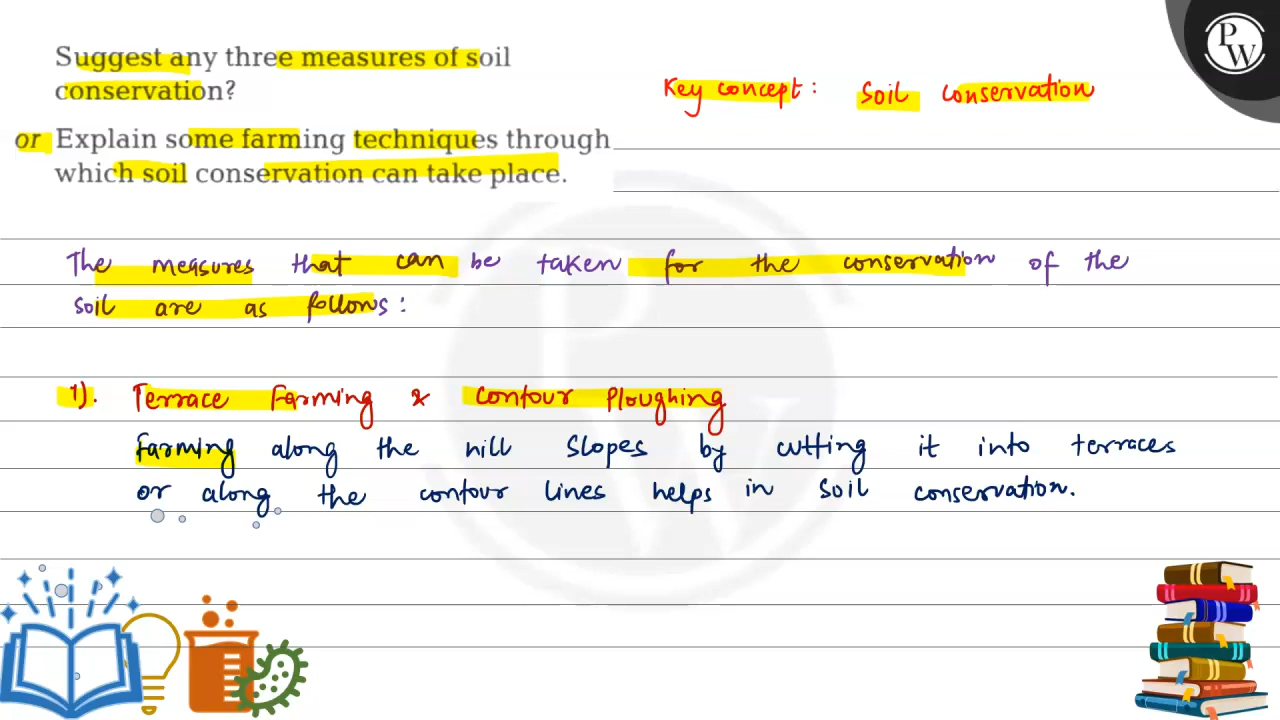 Suggest any three measures of soil
conservation?
or Explain some farming techniques through
which soil conservation can take place.
Key concept: Soil conservation
PW
The measures that can be taken for the conservation of the
soil are as follows:
1). Terrace Farming & Contour Ploughing
Farming along the hill slopes by cutting it into terraces
or along the contour lines helps in soil conservation.
PW